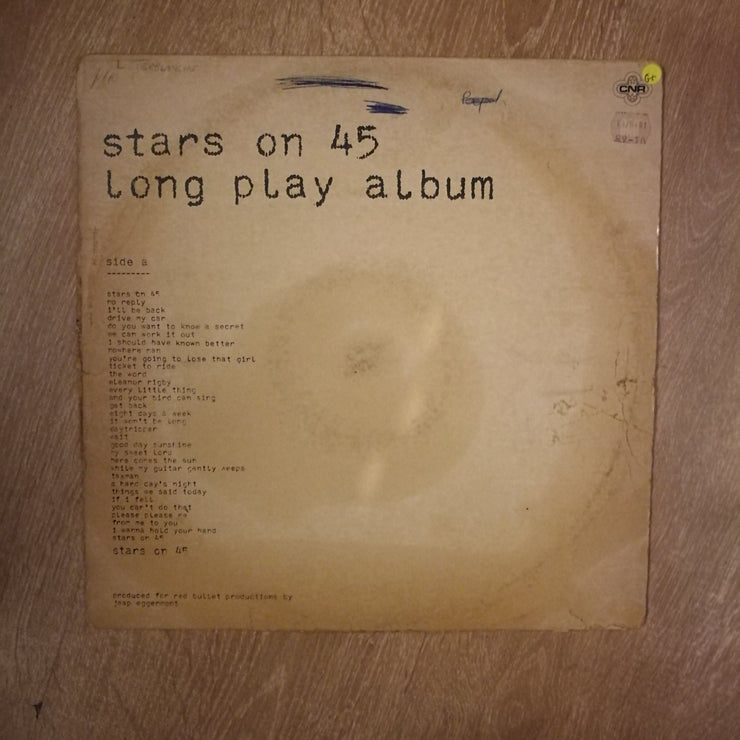 CNR
G+
stars on 45
long play album
side a
---------
stars on 45
no reply
i'll be back
drive my car
do you want to know a secret
we can work it out
i should have known better
nowhere man
you're going to lose that girl
ticket to ride
the word
eleanor rigby
every little thing
and your bird can sing
get back
eight days a week
it won't be long
daytripper
wait
good day sunshine
my sweet lord
here comes the sun
while my guitar gently weeps
taxman
a hard day's night
things we said today
if i fell
you can't do that
please please me
from me to you
i wanna hold your hand
stars on 45
stars on 45
produced for red bullet productions by
jaap eggermont